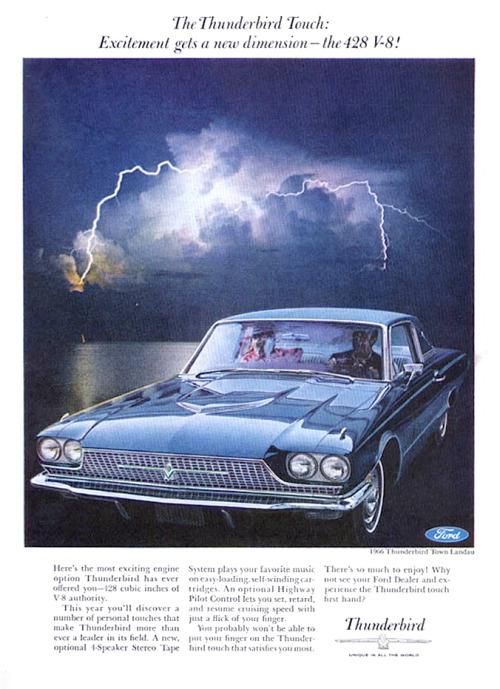 The Thunderbird Touch:
Excitement gets a new dimension—the 428 V-8!
Ford
1966 Thunderbird Town Landau
Here's the most exciting engine
option Thunderbird has ever
offered you—428 cubic inches of
V-8 authority.
This year you'll discover a
number of personal touches that
make Thunderbird more than
ever a leader in its field. A new,
optional 4-Speaker Stereo Tape
System plays your favorite music
on easy-loading, self-winding car-
tridges. An optional Highway
Pilot Control lets you set, retard,
and resume cruising speed with
just a flick of your finger.
You probably won't be able to
put your finger on the Thunder-
bird touch that satisfies you most.
There's so much to enjoy! Why
not see your Ford Dealer and ex-
perience the Thunderbird touch
first hand?
Thunderbird
UNIQUE IN ALL THE WORLD